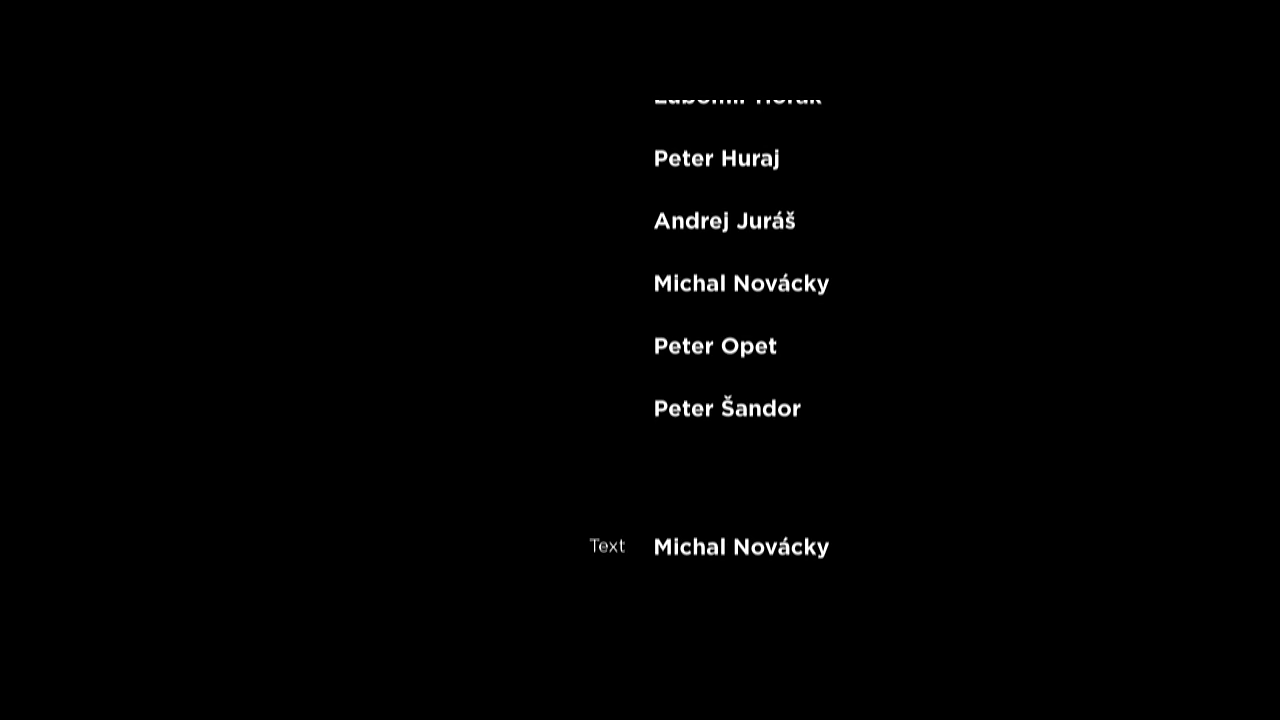 Peter Huraj
Andrej Juráš
Michal Novácky
Peter Opet
Peter Šandor
Text Michal Novácky